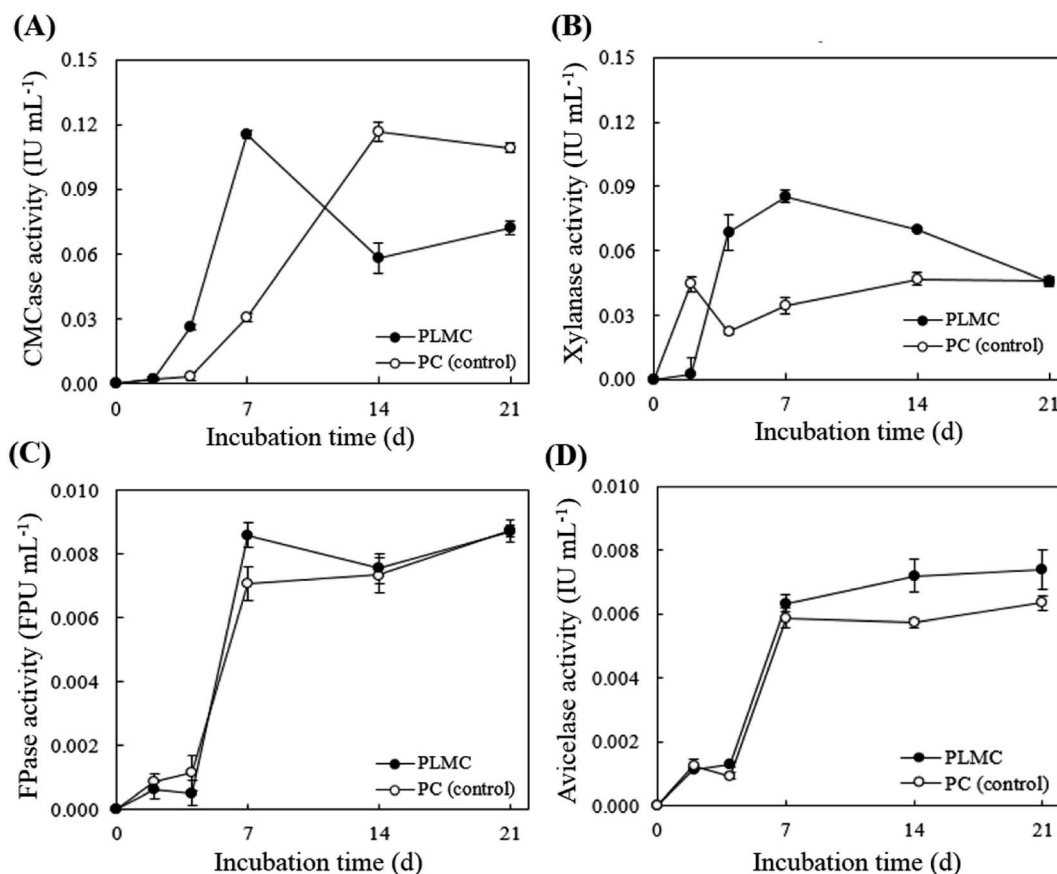 (A)
CMCase activity (IU mL⁻¹)
0.15
0.12
0.09
0.06
0.03
0.00
PLMC
PC (control)
0 7 14 21
Incubation time (d)
(B)
Xylanase activity (IU mL⁻¹)
0.15
0.12
0.09
0.06
0.03
0.00
PLMC
PC (control)
0 7 14 21
Incubation time (d)
(C)
FPase activity (FPU mL⁻¹)
0.010
0.008
0.006
0.004
0.002
0.000
PLMC
PC (control)
0 7 14 21
Incubation time (d)
(D)
Avicelase activity (IU mL⁻¹)
0.010
0.008
0.006
0.004
0.002
0.000
PLMC
PC (control)
0 7 14 21
Incubation time (d)